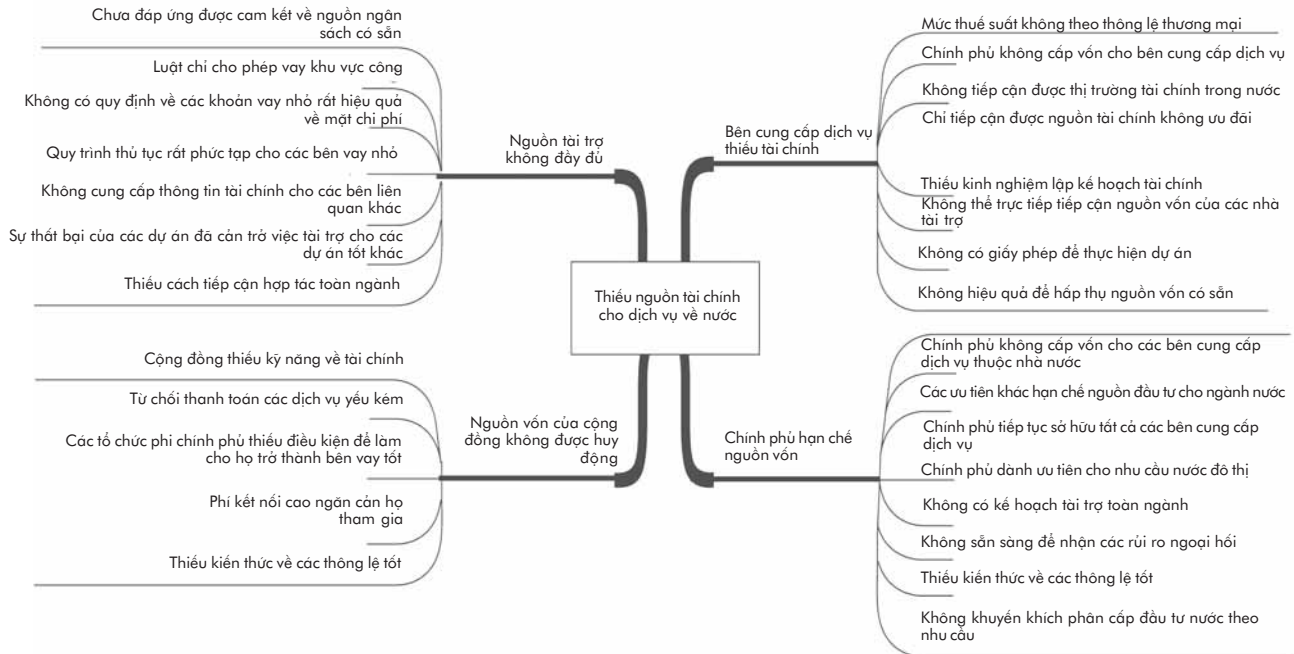 Chưa đáp ứng được cam kết về nguồn ngân
sách có sẵn
Luật chỉ cho phép vay khu vực công
Không có quy định về các khoản vay nhỏ rất hiệu quả
về mặt chi phí
Quy trình thủ tục rất phức tạp cho các bên vay nhỏ
Không cung cấp thông tin tài chính cho các bên liên
quan khác
Sự thất bại của các dự án đã cản trở việc tài trợ cho các
dự án tốt khác
Thiếu cách tiếp cận hợp tác toàn ngành
Nguồn tài trợ
không đầy đủ
Mức thuế suất không theo thông lệ thương mại
Chính phủ không cấp vốn cho bên cung cấp dịch vụ
Không tiếp cận được thị trường tài chính trong nước
Chỉ tiếp cận được nguồn tài chính không ưu đãi
Bên cung cấp dịch vụ
thiếu tài chính
Thiếu kinh nghiệm lập kế hoạch tài chính
Không thể trực tiếp tiếp cận nguồn vốn của các nhà
tài trợ
Không có giấy phép để thực hiện dự án
Không hiệu quả để hấp thụ nguồn vốn có sẵn
Thiếu nguồn tài chính
cho dịch vụ về nước
Cộng đồng thiếu kỹ năng về tài chính
Từ chối thanh toán các dịch vụ yếu kém
Các tổ chức phi chính phủ thiếu điều kiện để làm
cho họ trở thành bên vay tốt
Phí kết nối cao ngăn cản họ
tham gia
Thiếu kiến thức về các thông lệ tốt
Nguồn vốn của cộng
đồng không được huy
động
Chính phủ hạn chế
nguồn vốn
Chính phủ không cấp vốn cho các bên cung cấp
dịch vụ thuộc nhà nước
Các ưu tiên khác hạn chế nguồn đầu tư cho ngành nước
Chính phủ tiếp tục sở hữu tất cả các bên cung cấp
dịch vụ
Chính phủ dành ưu tiên cho nhu cầu nước đô thị
Không có kế hoạch tài trợ toàn ngành
Không sẵn sàng để nhận các rủi ro ngoại hối
Thiếu kiến thức về các thông lệ tốt
Không khuyến khích phân cấp đầu tư nước theo
nhu cầu